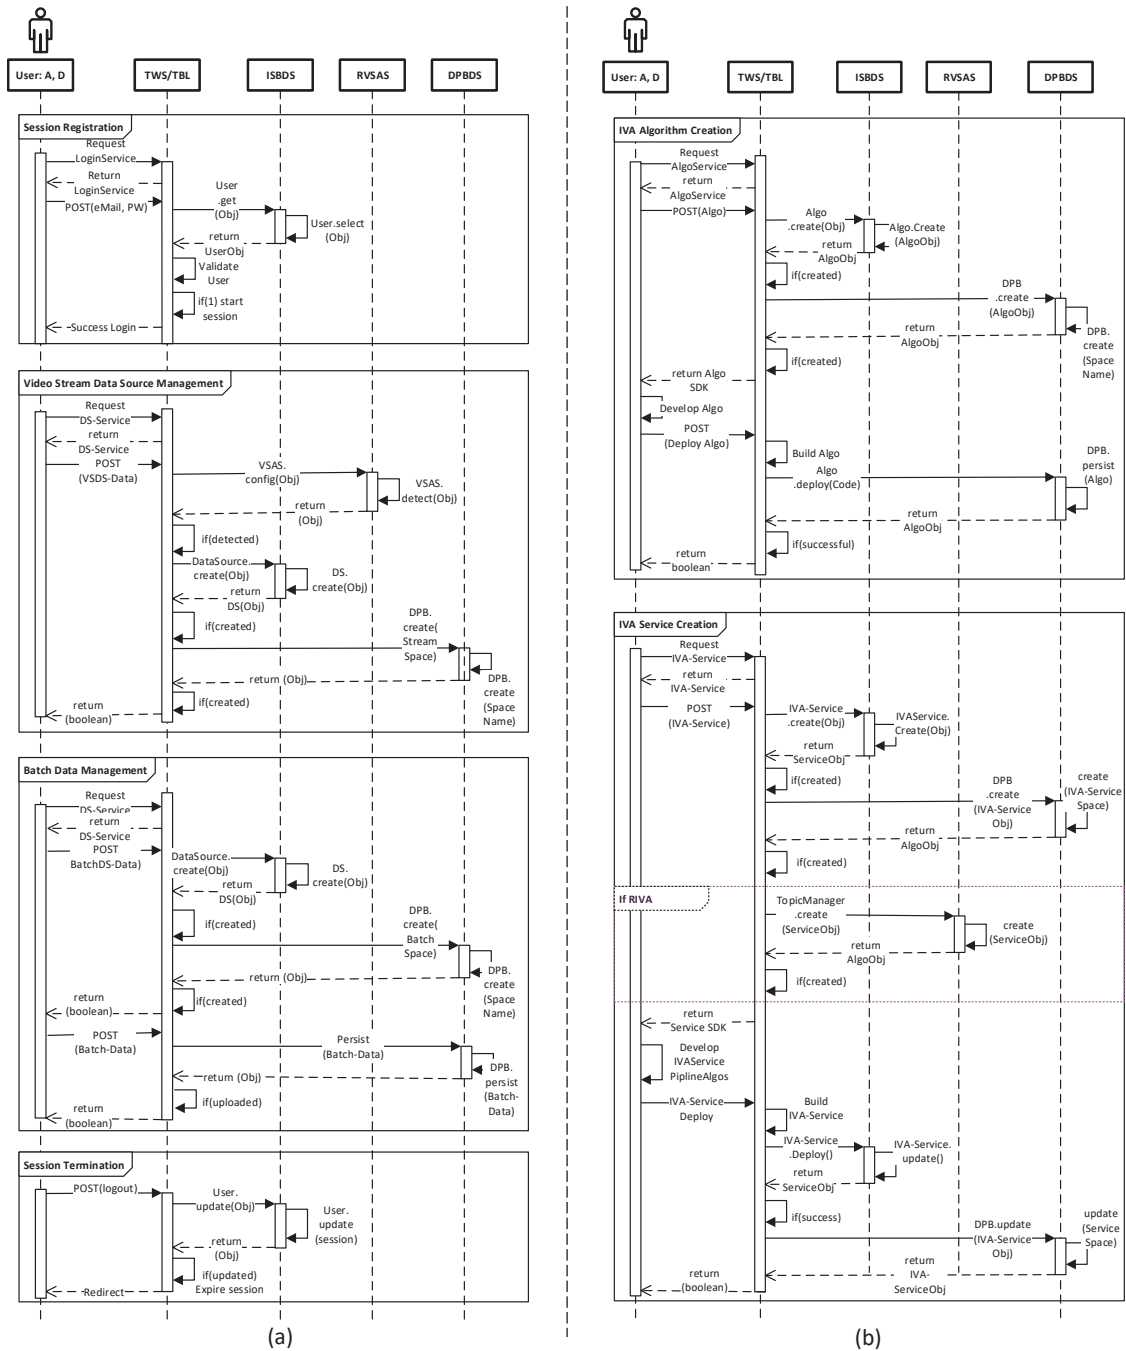 User: A, D
TWS/TBL
ISBDS
RVSAS
DPBDS
Session Registration
Request
LoginService
Return
LoginService
POST(eMail, PW)
User
.get
(Obj)
User.select
(Obj)
return
UserObj
Validate
User
if(1) start
session
Success Login
Video Stream Data Source Management
Request
DS-Service
return
DS-Service
POST
(VSDS-Data)
VSAS.
config(Obj)
VSAS.
detect(Obj)
return
(Obj)
if(detected)
DataSource.
create(Obj)
DS.
create(Obj)
return
DS(Obj)
if(created)
DPB.
create(
Stream
Space)
return (Obj)
DPB.
create
(Space
Name)
if(created)
return
(boolean)
Batch Data Management
Request
DS-Service
return
DS-Service
POST
BatchDS-Data)
DataSource.
create(Obj)
DS.
create(Obj)
return
DS(Obj)
if(created)
DPB.
create(
Batch
Space)
return (Obj)
DPB.
create
(Space
Name)
if(created)
return
(boolean)
POST
(Batch-Data)
Persist
(Batch-Data)
return (Obj)
DPB.
persist
(Batch-
Data)
if(uploaded)
return
(boolean)
Session Termination
POST(logout)
User.
update(Obj)
User.
update
(session)
return
(Obj)
if(updated)
Expire session
Redirect
(a)
User: A, D
TWS/TBL
ISBDS
RVSAS
DPBDS
IVA Algorithm Creation
Request
AlgoService
return
AlgoService
POST(Algo)
Algo
.create(Obj)
Algo.Create
(AlgoObj)
return
AlgoObj
if(created)
DPB
.create
(AlgoObj)
return
AlgoObj
DPB.
create
(Space
Name)
if(created)
return Algo
SDK
Develop Algo
POST
(Deploy Algo)
Build Algo
Algo
.deploy(Code)
DPB.
persist
(Algo)
return
AlgoObj
if(successful)
return
boolean
IVA Service Creation
Request
IVA-Service
return
IVA-Service
POST
(IVA-Service)
IVA-Service
.create(Obj)
IVAService.
Create(Obj)
return
ServiceObj
if(created)
DPB
.create
(IVA-Service
Obj)
create
(IVA-Service
Space)
return
AlgoObj
if(created)
If RIVA
TopicManager
.create
(ServiceObj)
create
(ServiceObj)
return
AlgoObj
if(created)
return
Service SDK
Develop
IVAService
PiplineAlgos
IVA-Service
Deploy
Build
IVA-Service
IVA-Service
.Deploy()
IVA-Service.
update()
return
ServiceObj
if(success)
DPB.update
(IVA-Service
Obj)
update
(Service
Space)
return
IVA-
ServiceObj
return
(boolean)
(b)